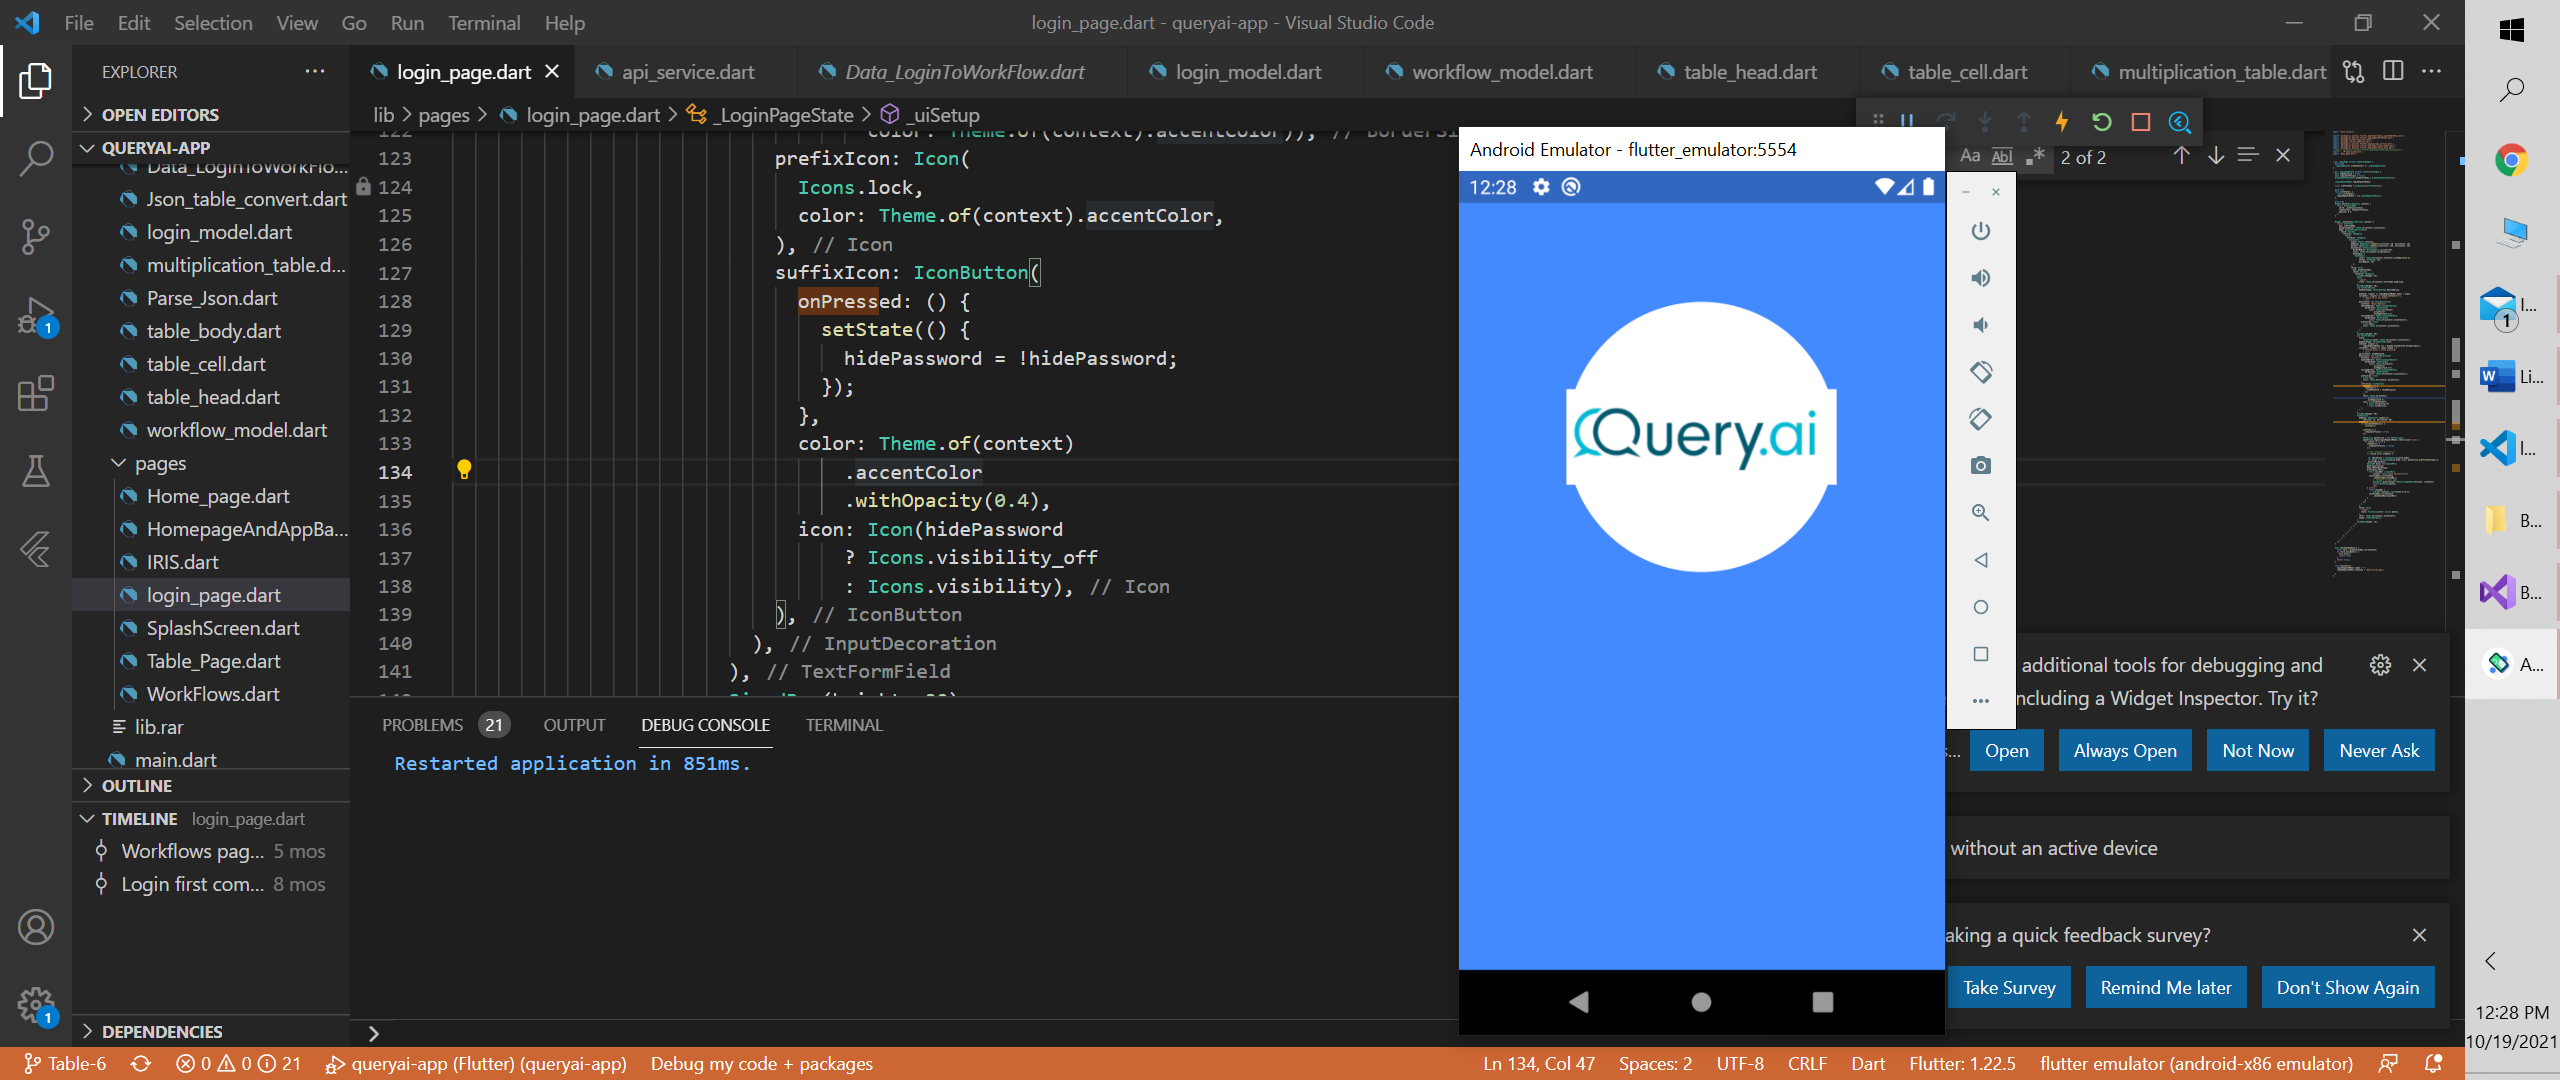 File Edit Selection View Go Run Terminal Help
login_page.dart - queryai-app - Visual Studio Code
EXPLORER
OPEN EDITORS
QUERYAI-APP
Data_LoginToWorkFlo...
Json_table_convert.dart
login_model.dart
multiplication_table.d...
Parse_Json.dart
table_body.dart
table_cell.dart
table_head.dart
workflow_model.dart
pages
Home_page.dart
HomepageAndAppBa...
IRIS.dart
login_page.dart
SplashScreen.dart
Table_Page.dart
WorkFlows.dart
lib.rar
main.dart
OUTLINE
TIMELINE login_page.dart
Workflows pag... 5 mos
Login first com... 8 mos
DEPENDENCIES
1
1
login_page.dart api_service.dart Data_LoginToWorkFlow.dart login_model.dart workflow_model.dart table_head.dart table_cell.dart multiplication_table.dart
lib > pages > login_page.dart > _LoginPageState > _uiSetup
122 color: Theme.of(context).accentColor)), // BorderSi
123 prefixIcon: Icon(
124 Icons.lock,
125 color: Theme.of(context).accentColor,
126 ), // Icon
127 suffixIcon: IconButton(
128 onPressed: () {
129 setState(() {
130 hidePassword = !hidePassword;
131 });
132 },
133 color: Theme.of(context)
134 .accentColor
135 .withOpacity(0.4),
136 icon: Icon(hidePassword
137 ? Icons.visibility_off
138 : Icons.visibility), // Icon
139 ), // IconButton
140 ), // InputDecoration
141 ), // TextFormField
Aa Abl .* 2 of 2
PROBLEMS 21 OUTPUT DEBUG CONSOLE TERMINAL
Restarted application in 851ms.
Android Emulator - flutter_emulator:5554
12:28
Query.ai
additional tools for debugging and
ncluding a Widget Inspector. Try it?
s... Open Always Open Not Now Never Ask
without an active device
aking a quick feedback survey?
Take Survey Remind Me later Don't Show Again
I...
1
Li...
I...
B...
B...
A...
12:28 PM
10/19/2021
Table-6 0 0 21 queryai-app (Flutter) (queryai-app) Debug my code + packages
Ln 134, Col 47 Spaces: 2 UTF-8 CRLF Dart Flutter: 1.22.5 flutter emulator (android-x86 emulator)